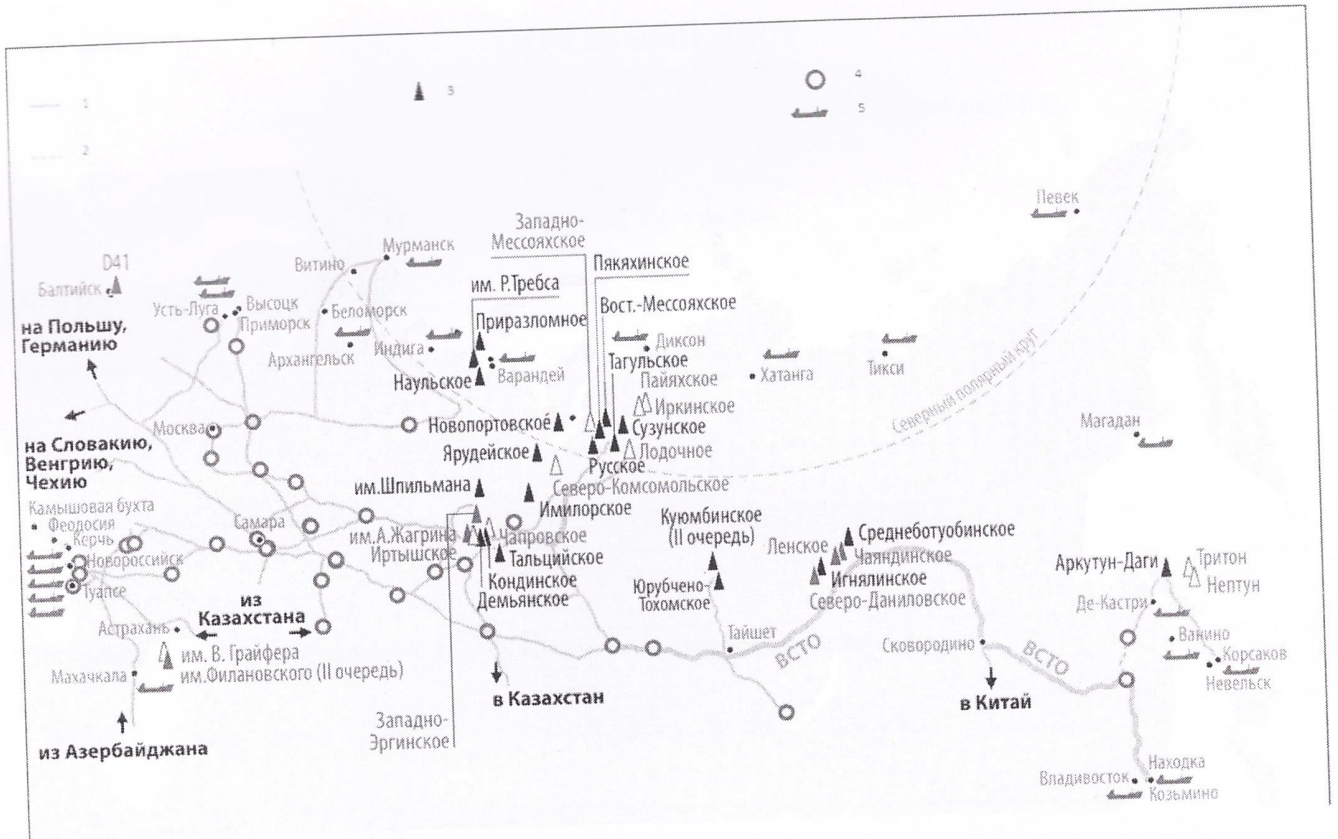 1
2
3
4
5
Певек
Западно-
Мессояхское
Мурманск
Витино
Пякяхинское
D41
Балтийск
им. Р.Требса
Вост.-Мессояхское
Усть-Луга
Высоцк
Приморск
Беломорск
Приразломное
на Польшу,
Германию
Архангельск
Индига
Варандей
Диксон
Тагульское
Хатанга
Тикси
Северный полярный круг
Наульское
Пайяхское
Иркинское
Москва
Новопортовское
Сузунское
Магадан
на Словакию,
Венгрию,
Чехию
Ярудейское
Русское
Лодочное
им.Шпильмана
Северо-Комсомольское
Имилорское
Камышовая бухта
Феодосия
Керчь
Новороссийск
Туапсе
Самара
им.А.Жагрина
Иртышское
Чапровское
Тальцийское
Кондинское
Демьянское
Куюмбинское
(II очередь)
Юрубчено-
Тохомское
Ленское
Среднеботуобинское
Чаяндинское
Игнялинское
Северо-Даниловское
Аркутун-Даги
Тритон
Нептун
Де-Кастри
из
Казахстана
Астрахань
им. В. Грайфера
им.Филановского (II очередь)
Махачкала
Тайшет
ВСТО
Сковородино
ВСТО
Ванино
Корсаков
Невельск
в Казахстан
в Китай
Западно-
Эргинское
из Азербайджана
Владивосток
Находка
Козьмино